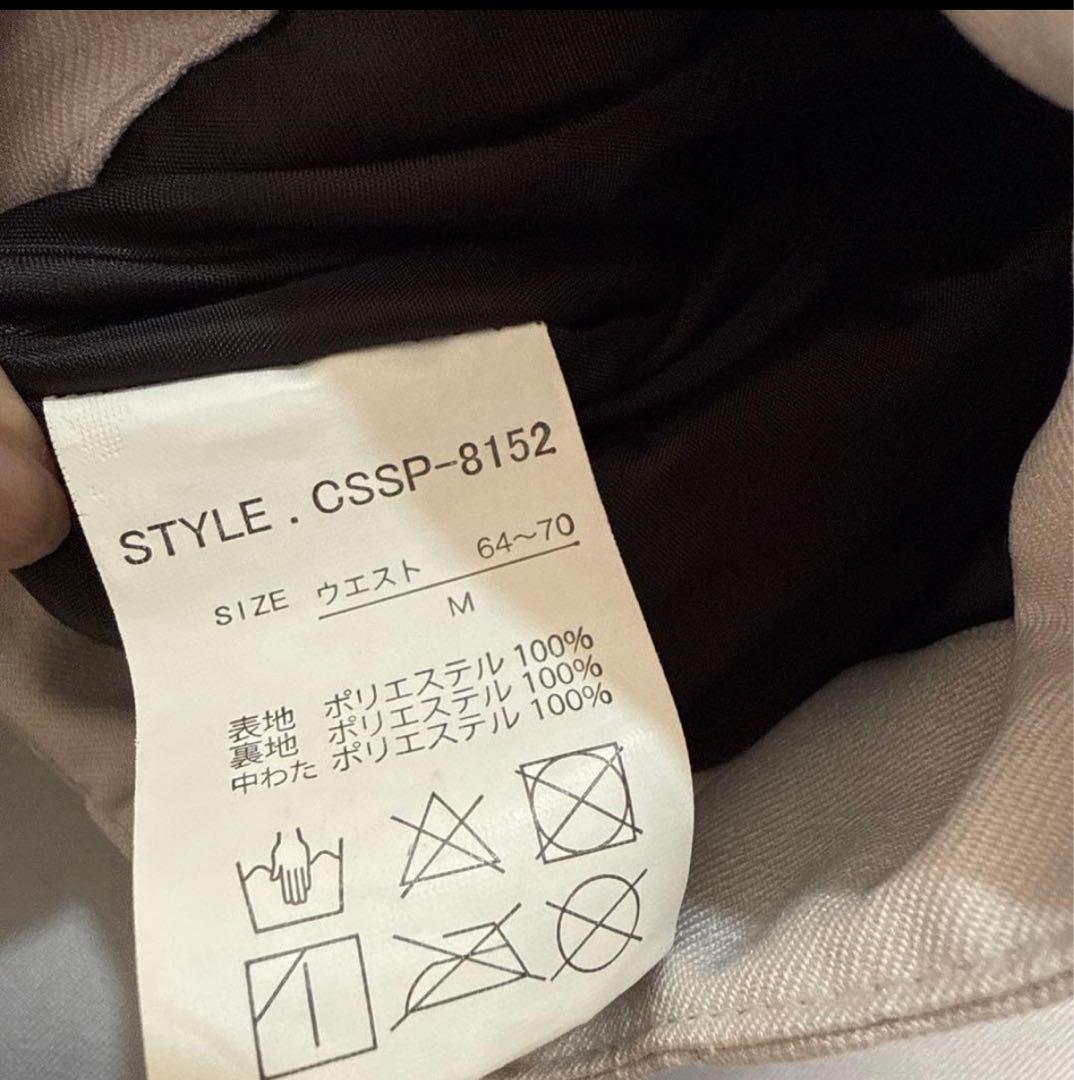 STYLE . CSSP-8152
SIZE ウエスト 64～70
M
表地 ポリエステル 100%
裏地 ポリエステル 100%
中わた ポリエステル 100%